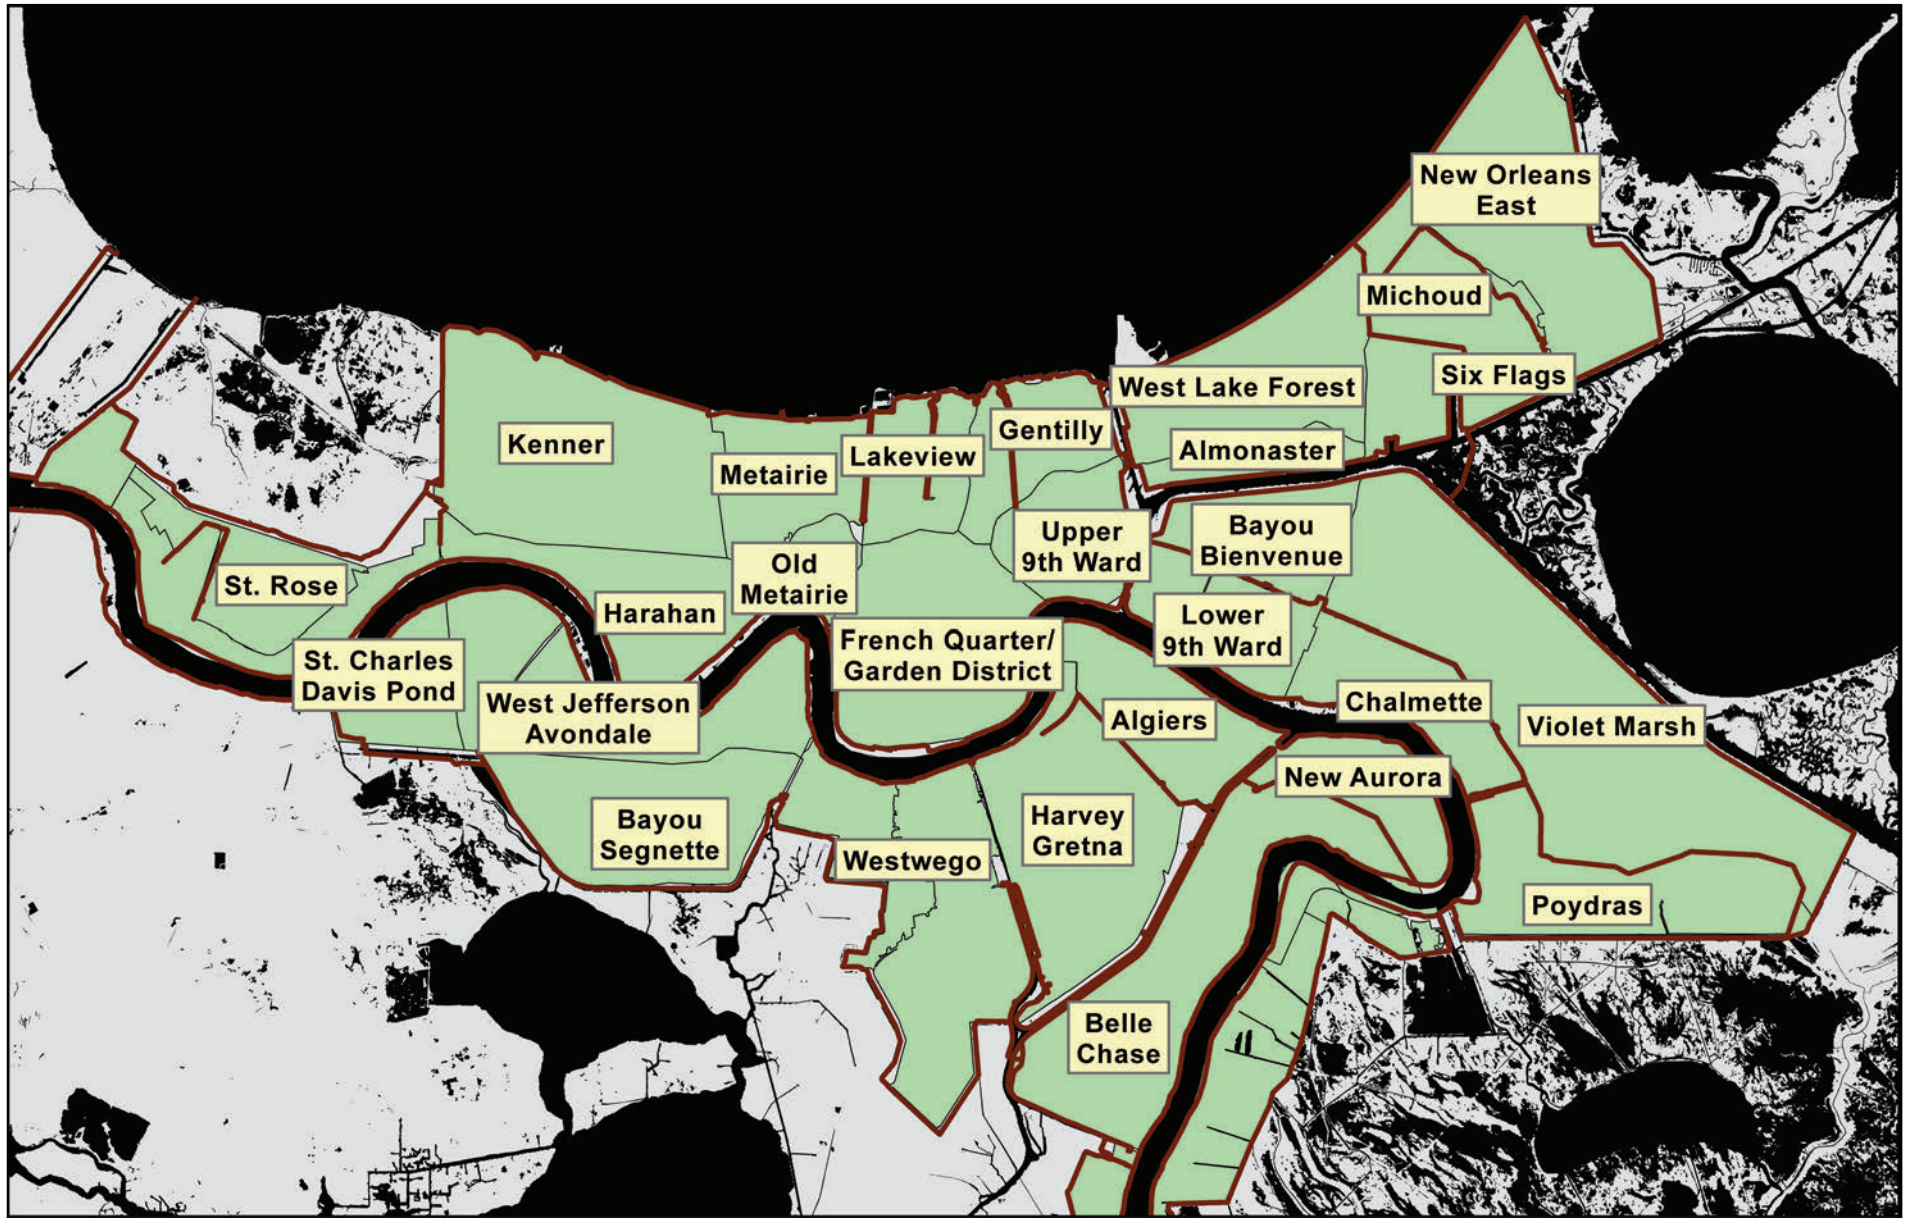 New Orleans
East
Michoud
Six Flags
West Lake Forest
Gentilly
Kenner
Lakeview
Almonaster
Metairie
Upper
9th Ward
Bayou
Bienvenue
Old
Metairie
St. Rose
Harahan
Lower
9th Ward
French Quarter/
Garden District
St. Charles
Davis Pond
West Jefferson
Avondale
Algiers
Chalmette
Violet Marsh
New Aurora
Bayou
Segnette
Harvey
Gretna
Westwego
Poydras
Belle
Chase